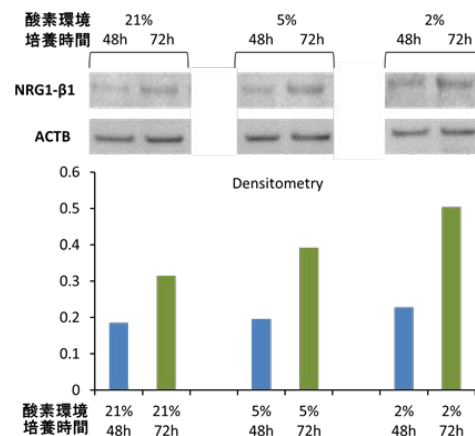 酸素環境 21% 5% 2%
培養時間 48h 72h 48h 72h 48h 72h
NRG1-β1
ACTB
Densitometry
0.6
0.5
0.4
0.3
0.2
0.1
0
酸素環境 21% 21% 5% 5% 2% 2%
培養時間 48h 72h 48h 72h 48h 72h